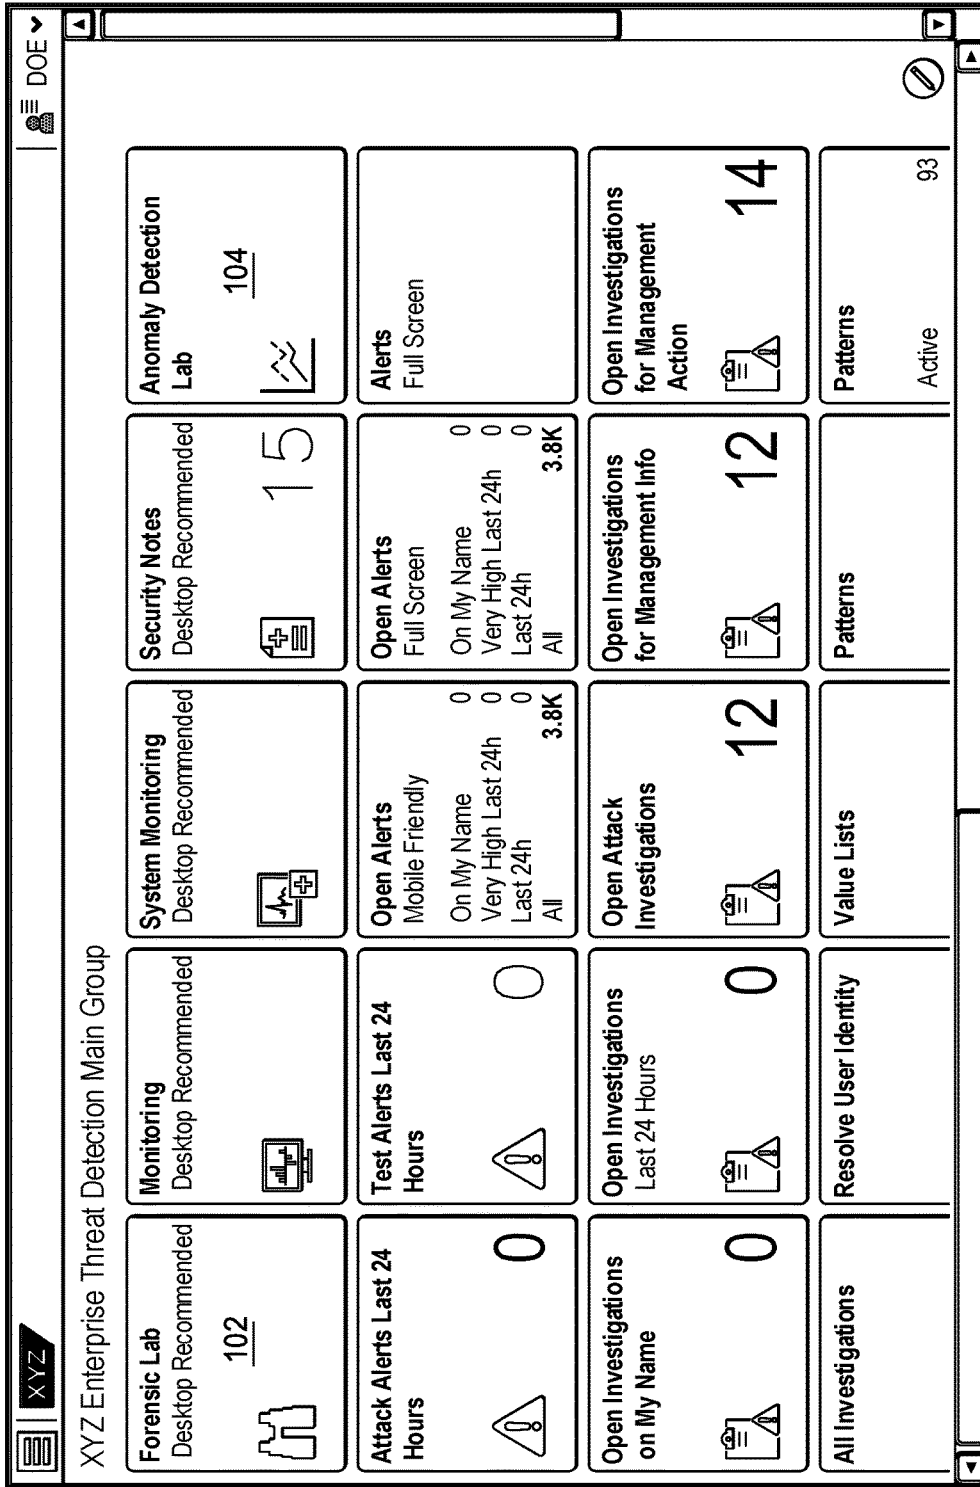 XYZ
DOE
XYZ Enterprise Threat Detection Main Group
Forensic Lab
Desktop Recommended
102
Monitoring
Desktop Recommended
System Monitoring
Desktop Recommended
Security Notes
Desktop Recommended
15
Anomaly Detection
Lab
104
Attack Alerts Last 24
Hours
0
Test Alerts Last 24
Hours
0
Open Alerts
Mobile Friendly
On My Name 0
Very High Last 24h 0
Last 24h 0
All 3.8K
Open Alerts
Full Screen
On My Name 0
Very High Last 24h 0
Last 24h 0
All 3.8K
Alerts
Full Screen
Open Investigations
on My Name
0
Open Investigations
Last 24 Hours
0
Open Attack
Investigations
12
Open Investigations
for Management Info
12
Open Investigations
for Management
Action
14
All Investigations
Resolve User Identity
Value Lists
Patterns
Patterns
Active 93